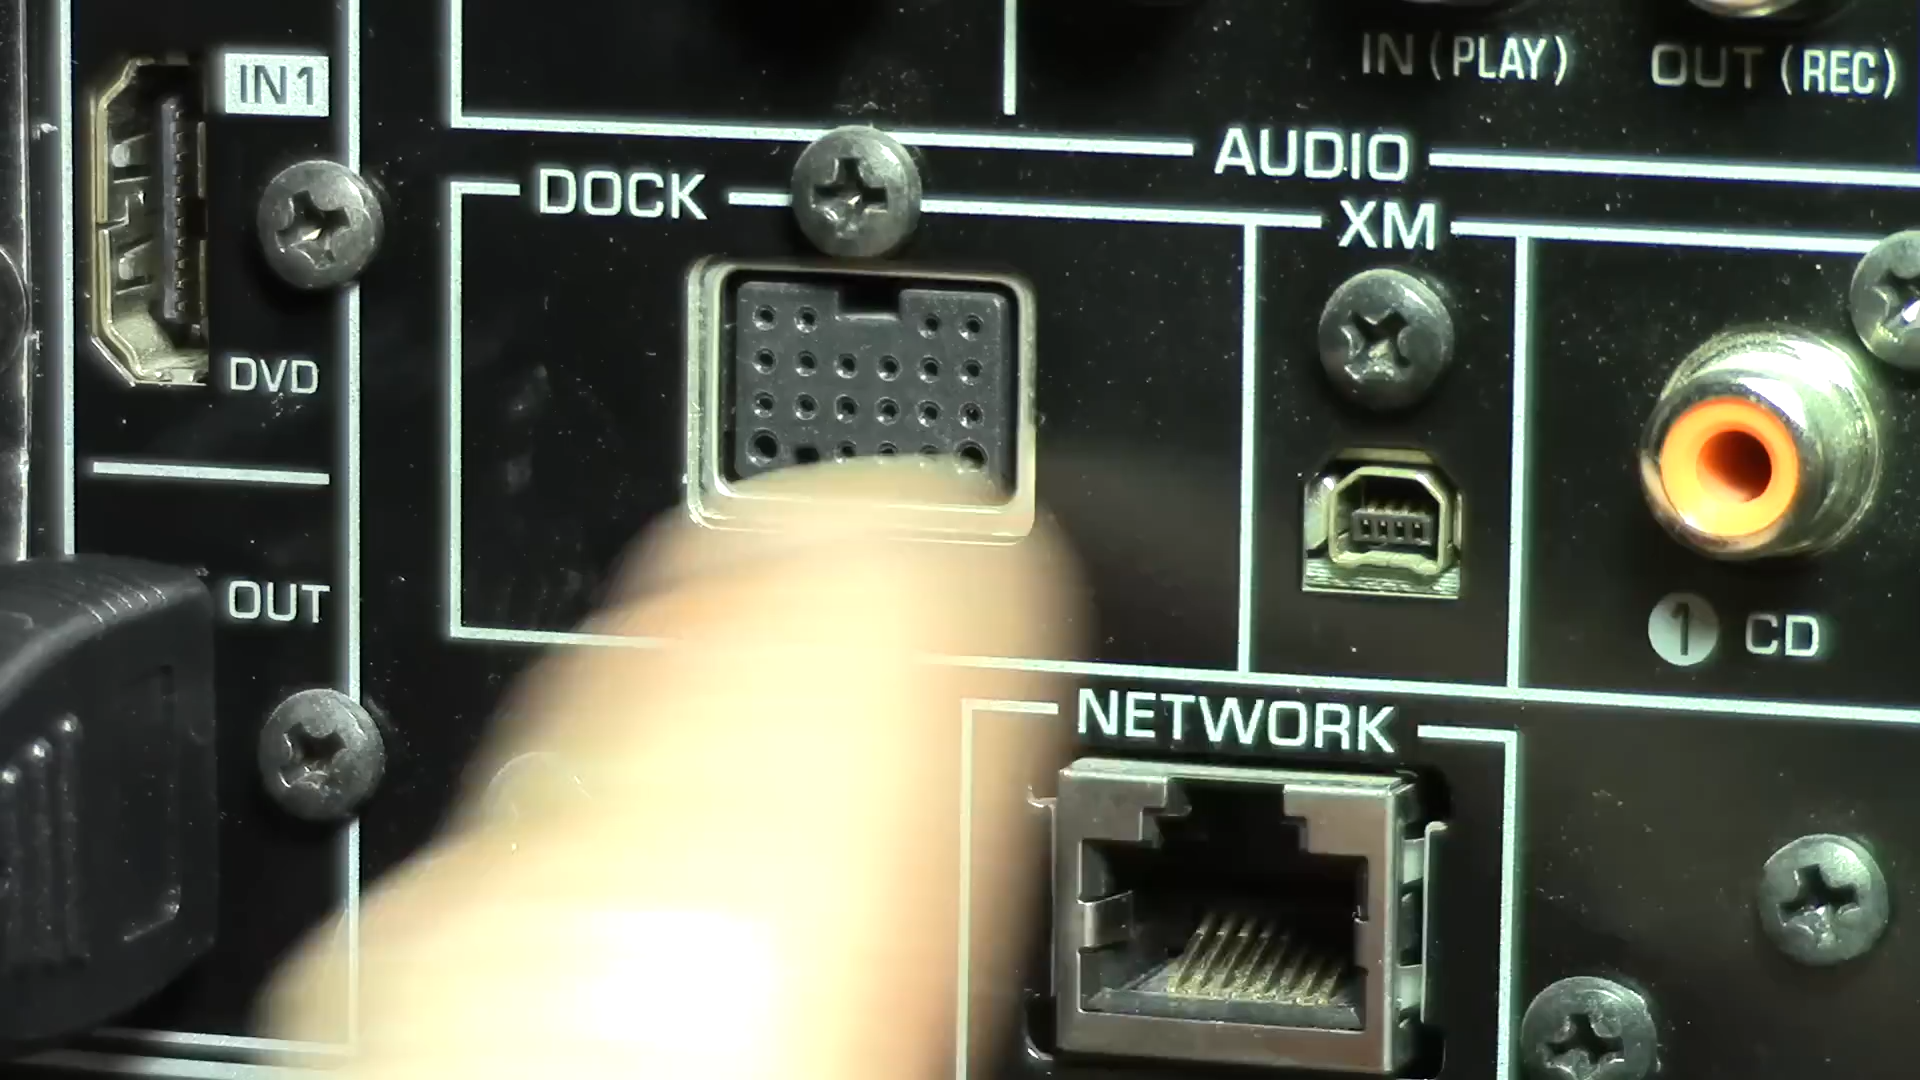 IN1
IN (PLAY)
OUT (REC)
AUDIO
DOCK
XM
DVD
OUT
1 CD
NETWORK